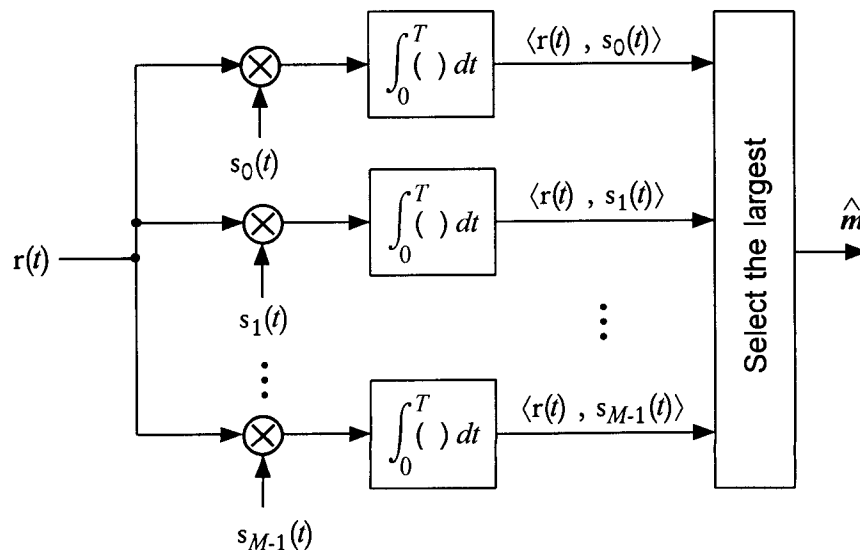 ∫₀ᵀ( ) dt
⟨r(t) , s₀(t)⟩
s₀(t)
∫₀ᵀ( ) dt
⟨r(t) , s₁(t)⟩
r(t)
s₁(t)
∫₀ᵀ( ) dt
⟨r(t) , s_{M-1}(t)⟩
s_{M-1}(t)
Select the largest
m̂